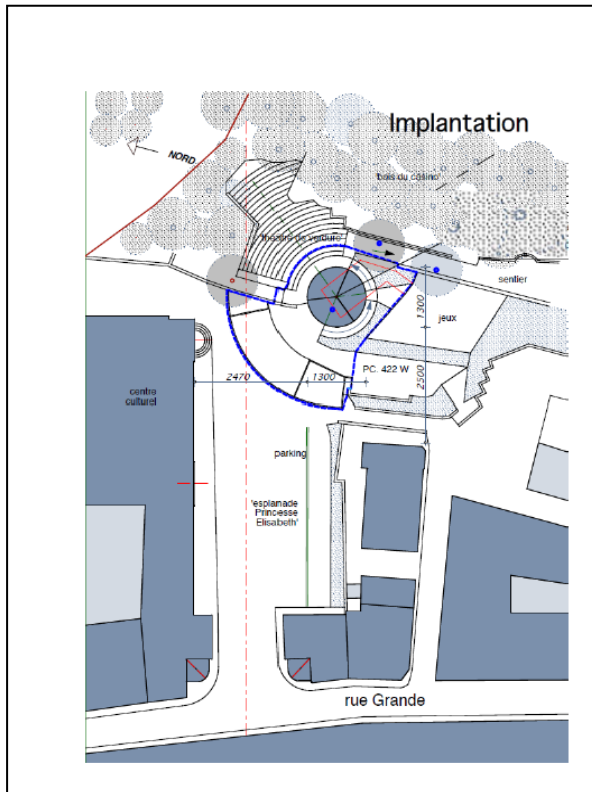 Implantation
NORD
'bois du casino'
'théatre de verdure'
sentier
1300
jeux
PC. 422 W
2500
2470
1300
centre
culturel
parking
'esplanade
Princesse
Elisabeth'
rue Grande